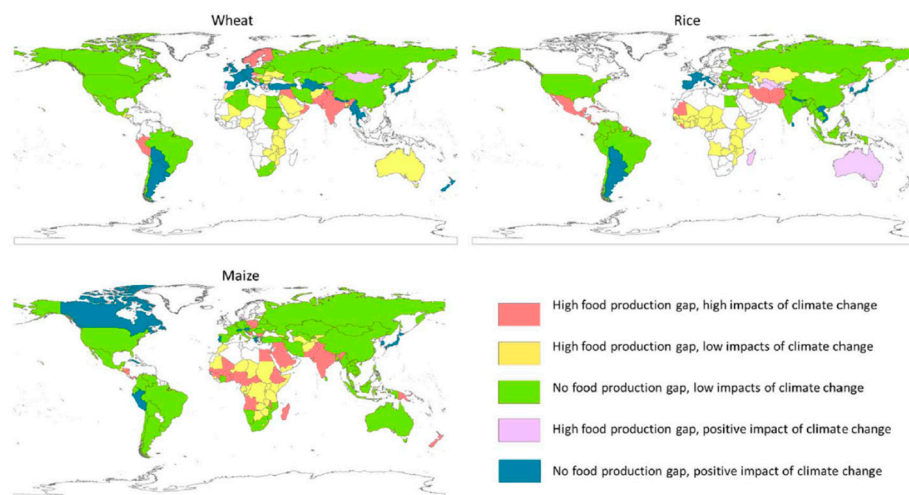 Wheat
Rice
Maize
High food production gap, high impacts of climate change
High food production gap, low impacts of climate change
No food production gap, low impacts of climate change
High food production gap, positive impact of climate change
No food production gap, positive impact of climate change